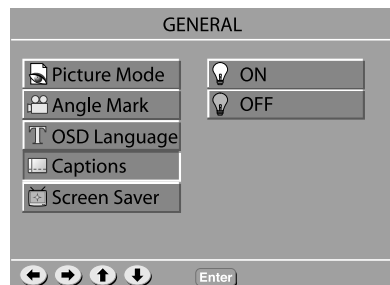 GENERAL
Picture Mode
Angle Mark
OSD Language
Captions
Screen Saver
ON
OFF
Enter